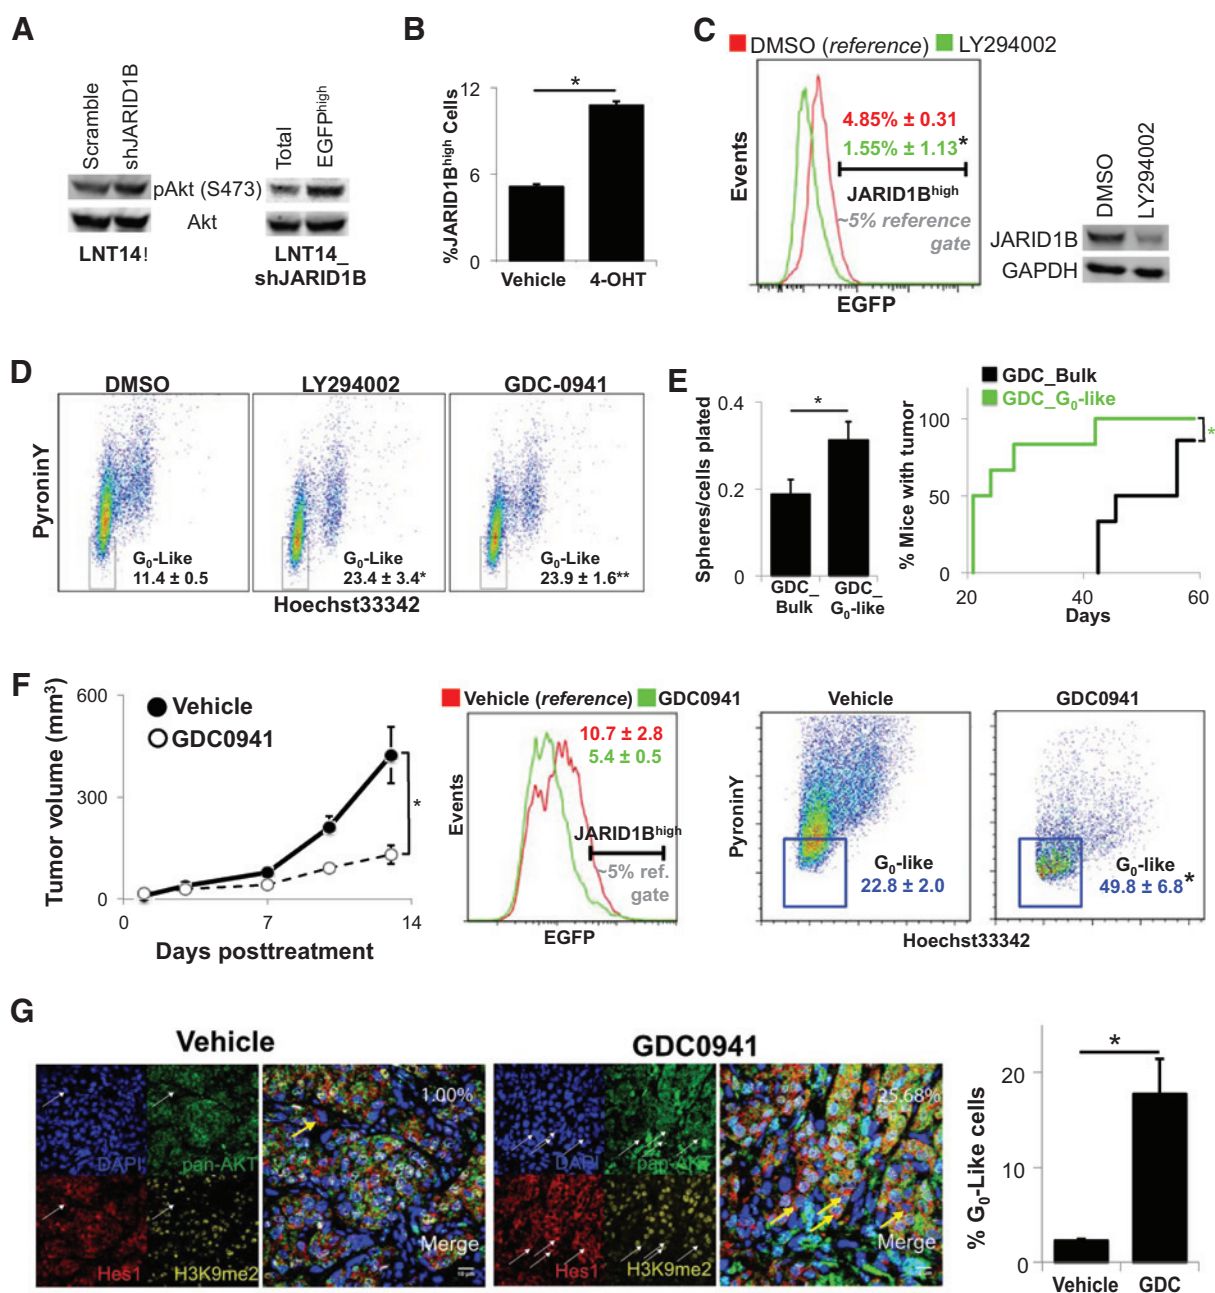 A
Scramble
shJARID1B
Total
EGFPhigh
pAkt (S473)
Akt
LNT14!
LNT14_
shJARID1B
B
%JARID1Bhigh Cells
12
6
0
*
Vehicle
4-OHT
C
DMSO (reference)
LY294002
Events
4.85% ± 0.31
1.55% ± 1.13*
JARID1Bhigh
~5% reference
gate
EGFP
DMSO
LY294002
JARID1B
GAPDH
D
DMSO
LY294002
GDC-0941
PyroninY
G0-Like
11.4 ± 0.5
G0-Like
23.4 ± 3.4*
G0-Like
23.9 ± 1.6**
Hoechst33342
E
Spheres/cells plated
0.4
0.2
0
*
GDC_
Bulk
GDC_
G0-like
GDC_Bulk
GDC_G0-like
% Mice with tumor
100
50
0
*
20
40
60
Days
F
Tumor volume (mm3)
600
300
0
Vehicle
GDC0941
*
0
7
14
Days posttreatment
Vehicle (reference)
GDC0941
Events
10.7 ± 2.8
5.4 ± 0.5
JARID1Bhigh
~5% ref.
gate
EGFP
Vehicle
GDC0941
PyroninY
G0-like
22.8 ± 2.0
G0-like
49.8 ± 6.8*
Hoechst33342
G
Vehicle
GDC0941
DAPI
pan-AKT
Hes1
H3K9me2
1.00%
Merge
DAPI
pan-AKT
Hes1
H3K9me2
25.68%
Merge
% G0-Like cells
20
10
0
*
Vehicle
GDC